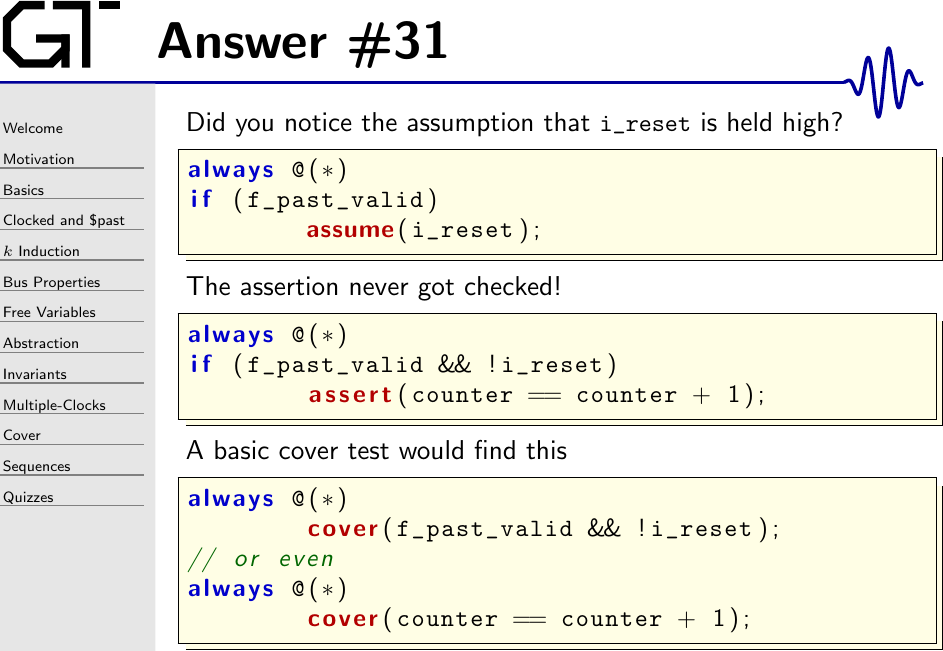 GT
Answer #31
Welcome
Motivation
Basics
Clocked and $past
k Induction
Bus Properties
Free Variables
Abstraction
Invariants
Multiple-Clocks
Cover
Sequences
Quizzes
Did you notice the assumption that i_reset is held high?
always @(*)
if (f_past_valid)
assume(i_reset);
The assertion never got checked!
always @(*)
if (f_past_valid && !i_reset)
assert(counter == counter + 1);
A basic cover test would find this
always @(*)
cover(f_past_valid && !i_reset);
// or even
always @(*)
cover(counter == counter + 1);